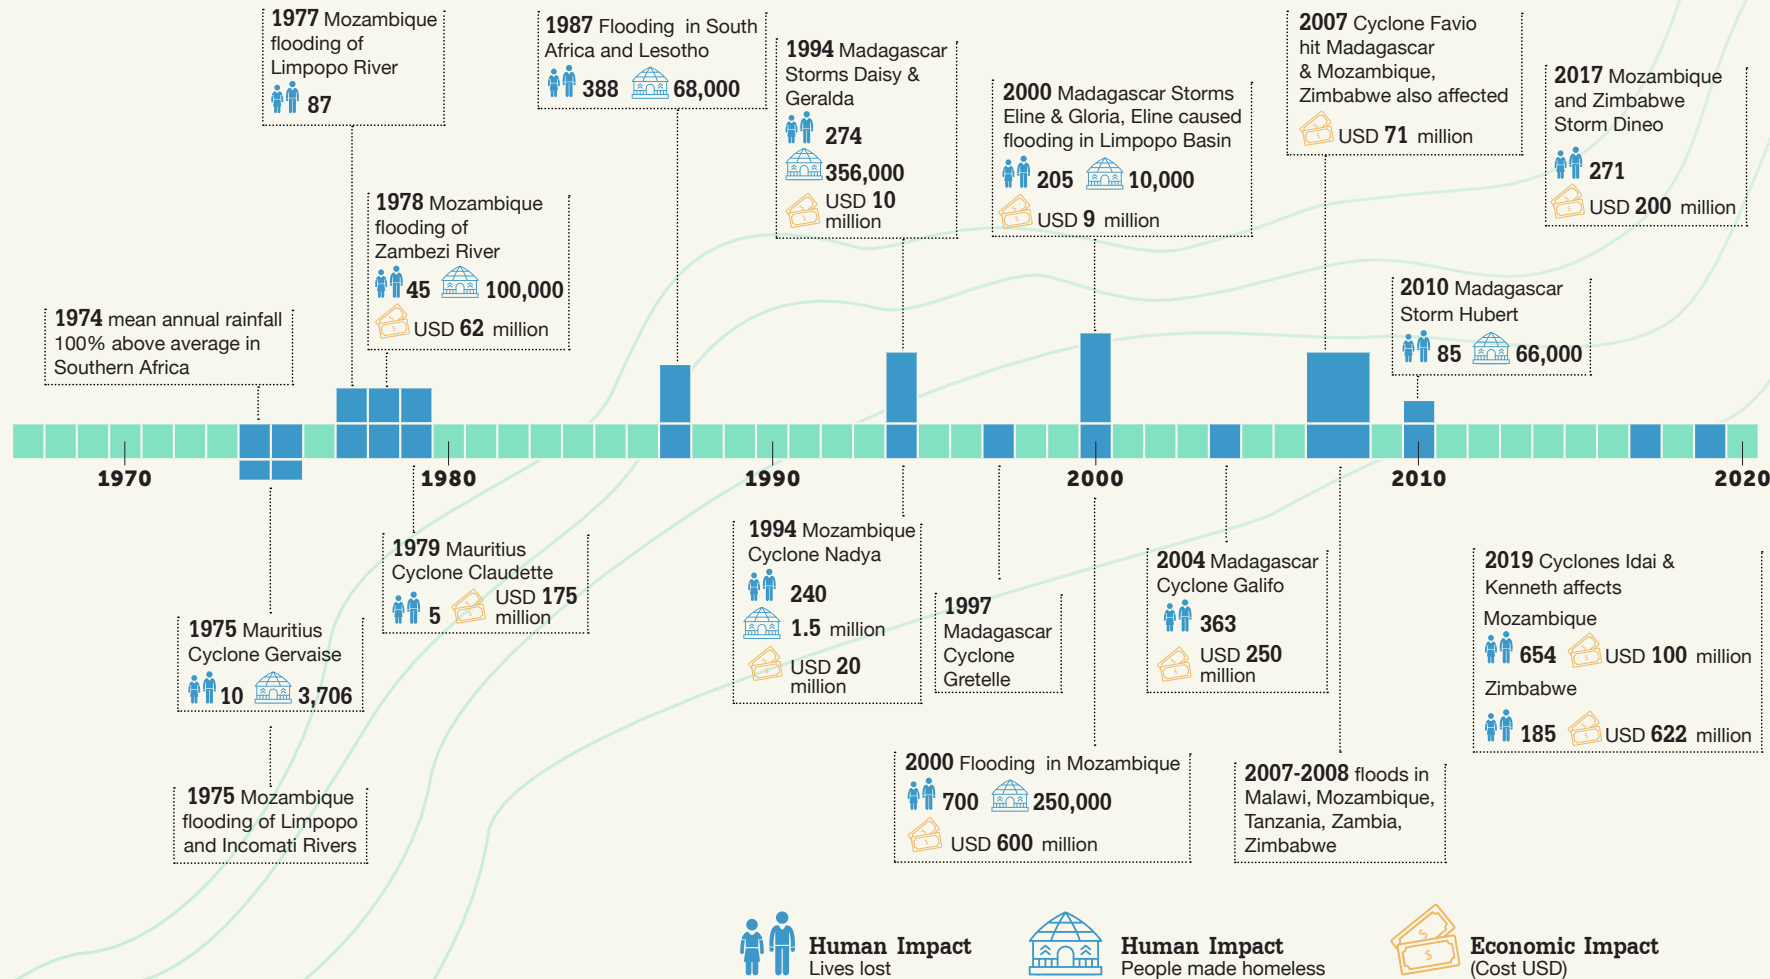 1977 Mozambique
flooding of
Limpopo River
87
1987 Flooding in South
Africa and Lesotho
388 68,000
1994 Madagascar
Storms Daisy &
Geralda
274
356,000
USD 10
million
2000 Madagascar Storms
Eline & Gloria, Eline caused
flooding in Limpopo Basin
205 10,000
USD 9 million
2007 Cyclone Favio
hit Madagascar
& Mozambique,
Zimbabwe also affected
USD 71 million
2017 Mozambique
and Zimbabwe
Storm Dineo
271
USD 200 million
1978 Mozambique
flooding of
Zambezi River
45 100,000
USD 62 million
1974 mean annual rainfall
100% above average in
Southern Africa
2010 Madagascar
Storm Hubert
85 66,000
1970 1980 1990 2000 2010 2020
1975 Mauritius
Cyclone Gervaise
10 3,706
1975 Mozambique
flooding of Limpopo
and Incomati Rivers
1979 Mauritius
Cyclone Claudette
5 USD 175
million
1994 Mozambique
Cyclone Nadya
240
1.5 million
USD 20
million
1997
Madagascar
Cyclone
Gretelle
2000 Flooding in Mozambique
700 250,000
USD 600 million
2004 Madagascar
Cyclone Galifo
363
USD 250
million
2007-2008 floods in
Malawi, Mozambique,
Tanzania, Zambia,
Zimbabwe
2019 Cyclones Idai &
Kenneth affects
Mozambique
654 USD 100 million
Zimbabwe
185 USD 622 million
Human Impact
Lives lost
Human Impact
People made homeless
Economic Impact
(Cost USD)